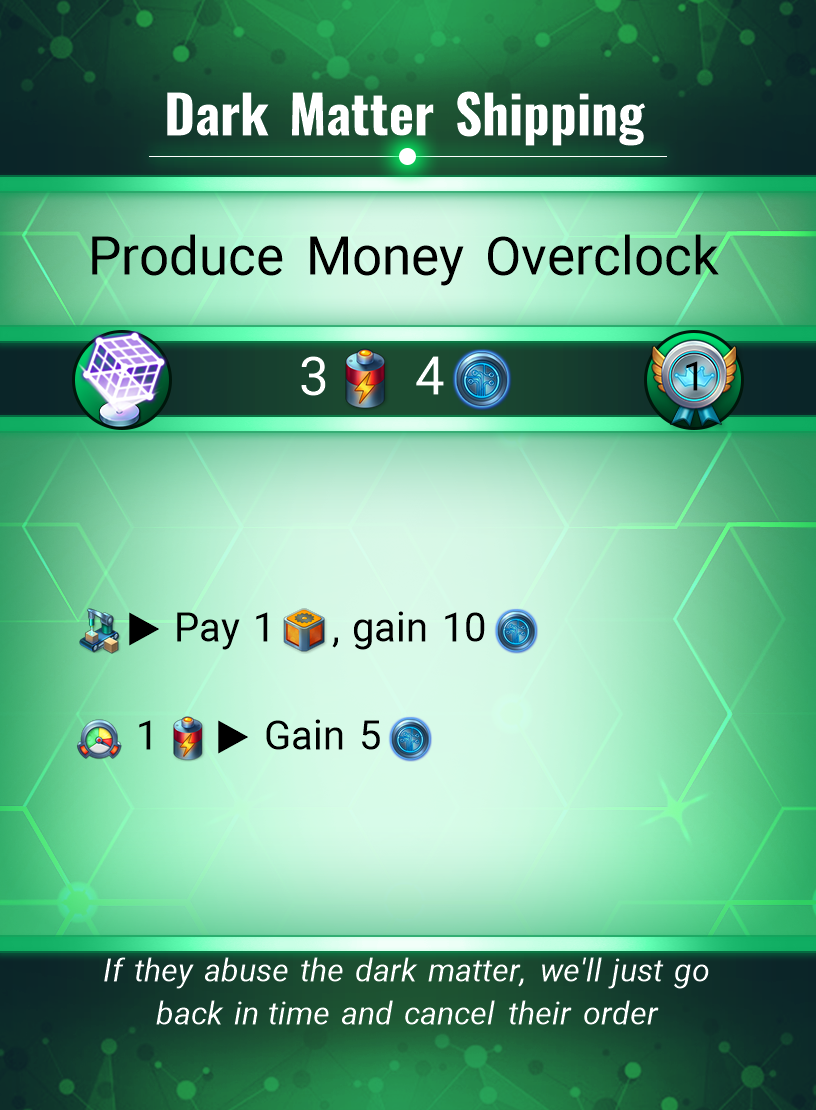 Dark Matter Shipping
Produce Money Overclock
3 4 1
Pay 1 , gain 10
1 Gain 5
If they abuse the dark matter, we'll just go
back in time and cancel their order